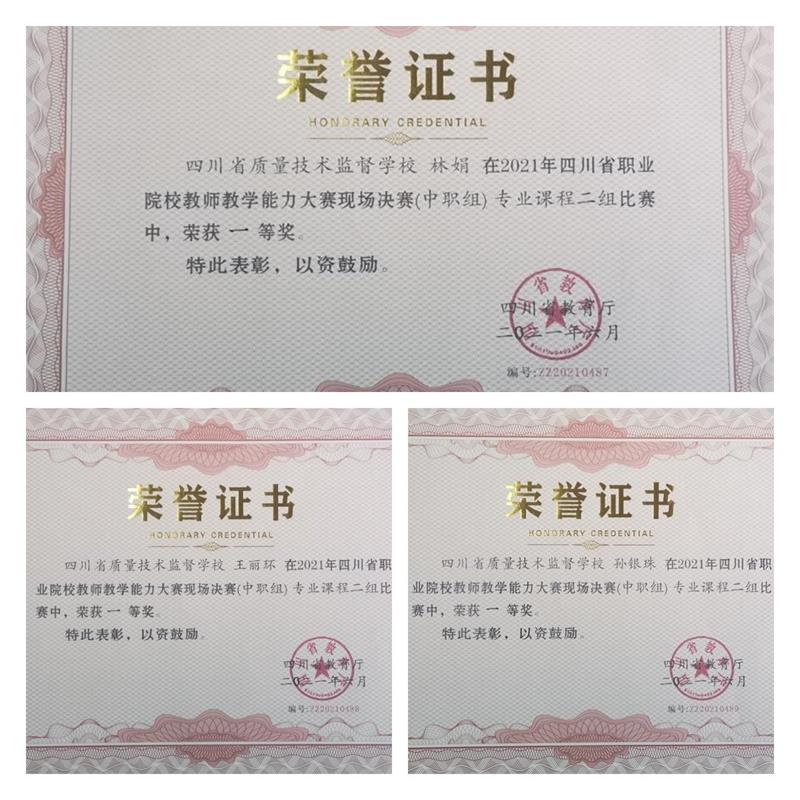 荣誉证书
HONORARY CREDENTIAL
四川省质量技术监督学校 林娟 在2021年四川省职业
院校教师教学能力大赛现场决赛(中职组) 专业课程二组比赛
中，荣获 一 等奖。
特此表彰，以资鼓励。
四川省教育厅
二〇二一年六月
编号:ZZ20210487
荣誉证书
HONORARY CREDENTIAL
四川省质量技术监督学校 王丽环 在2021年四川省职
业院校教师教学能力大赛现场决赛(中职组) 专业课程二组比
赛中，荣获 一 等奖。
特此表彰，以资鼓励。
四川省教育厅
二〇二一年六月
编号:ZZ20210488
荣誉证书
HONORARY CREDENTIAL
四川省质量技术监督学校 孙银珠 在2021年四川省职
业院校教师教学能力大赛现场决赛(中职组) 专业课程二组比
赛中，荣获 一 等奖。
特此表彰，以资鼓励。
四川省教育厅
二〇二一年六月
编号:ZZ20210489